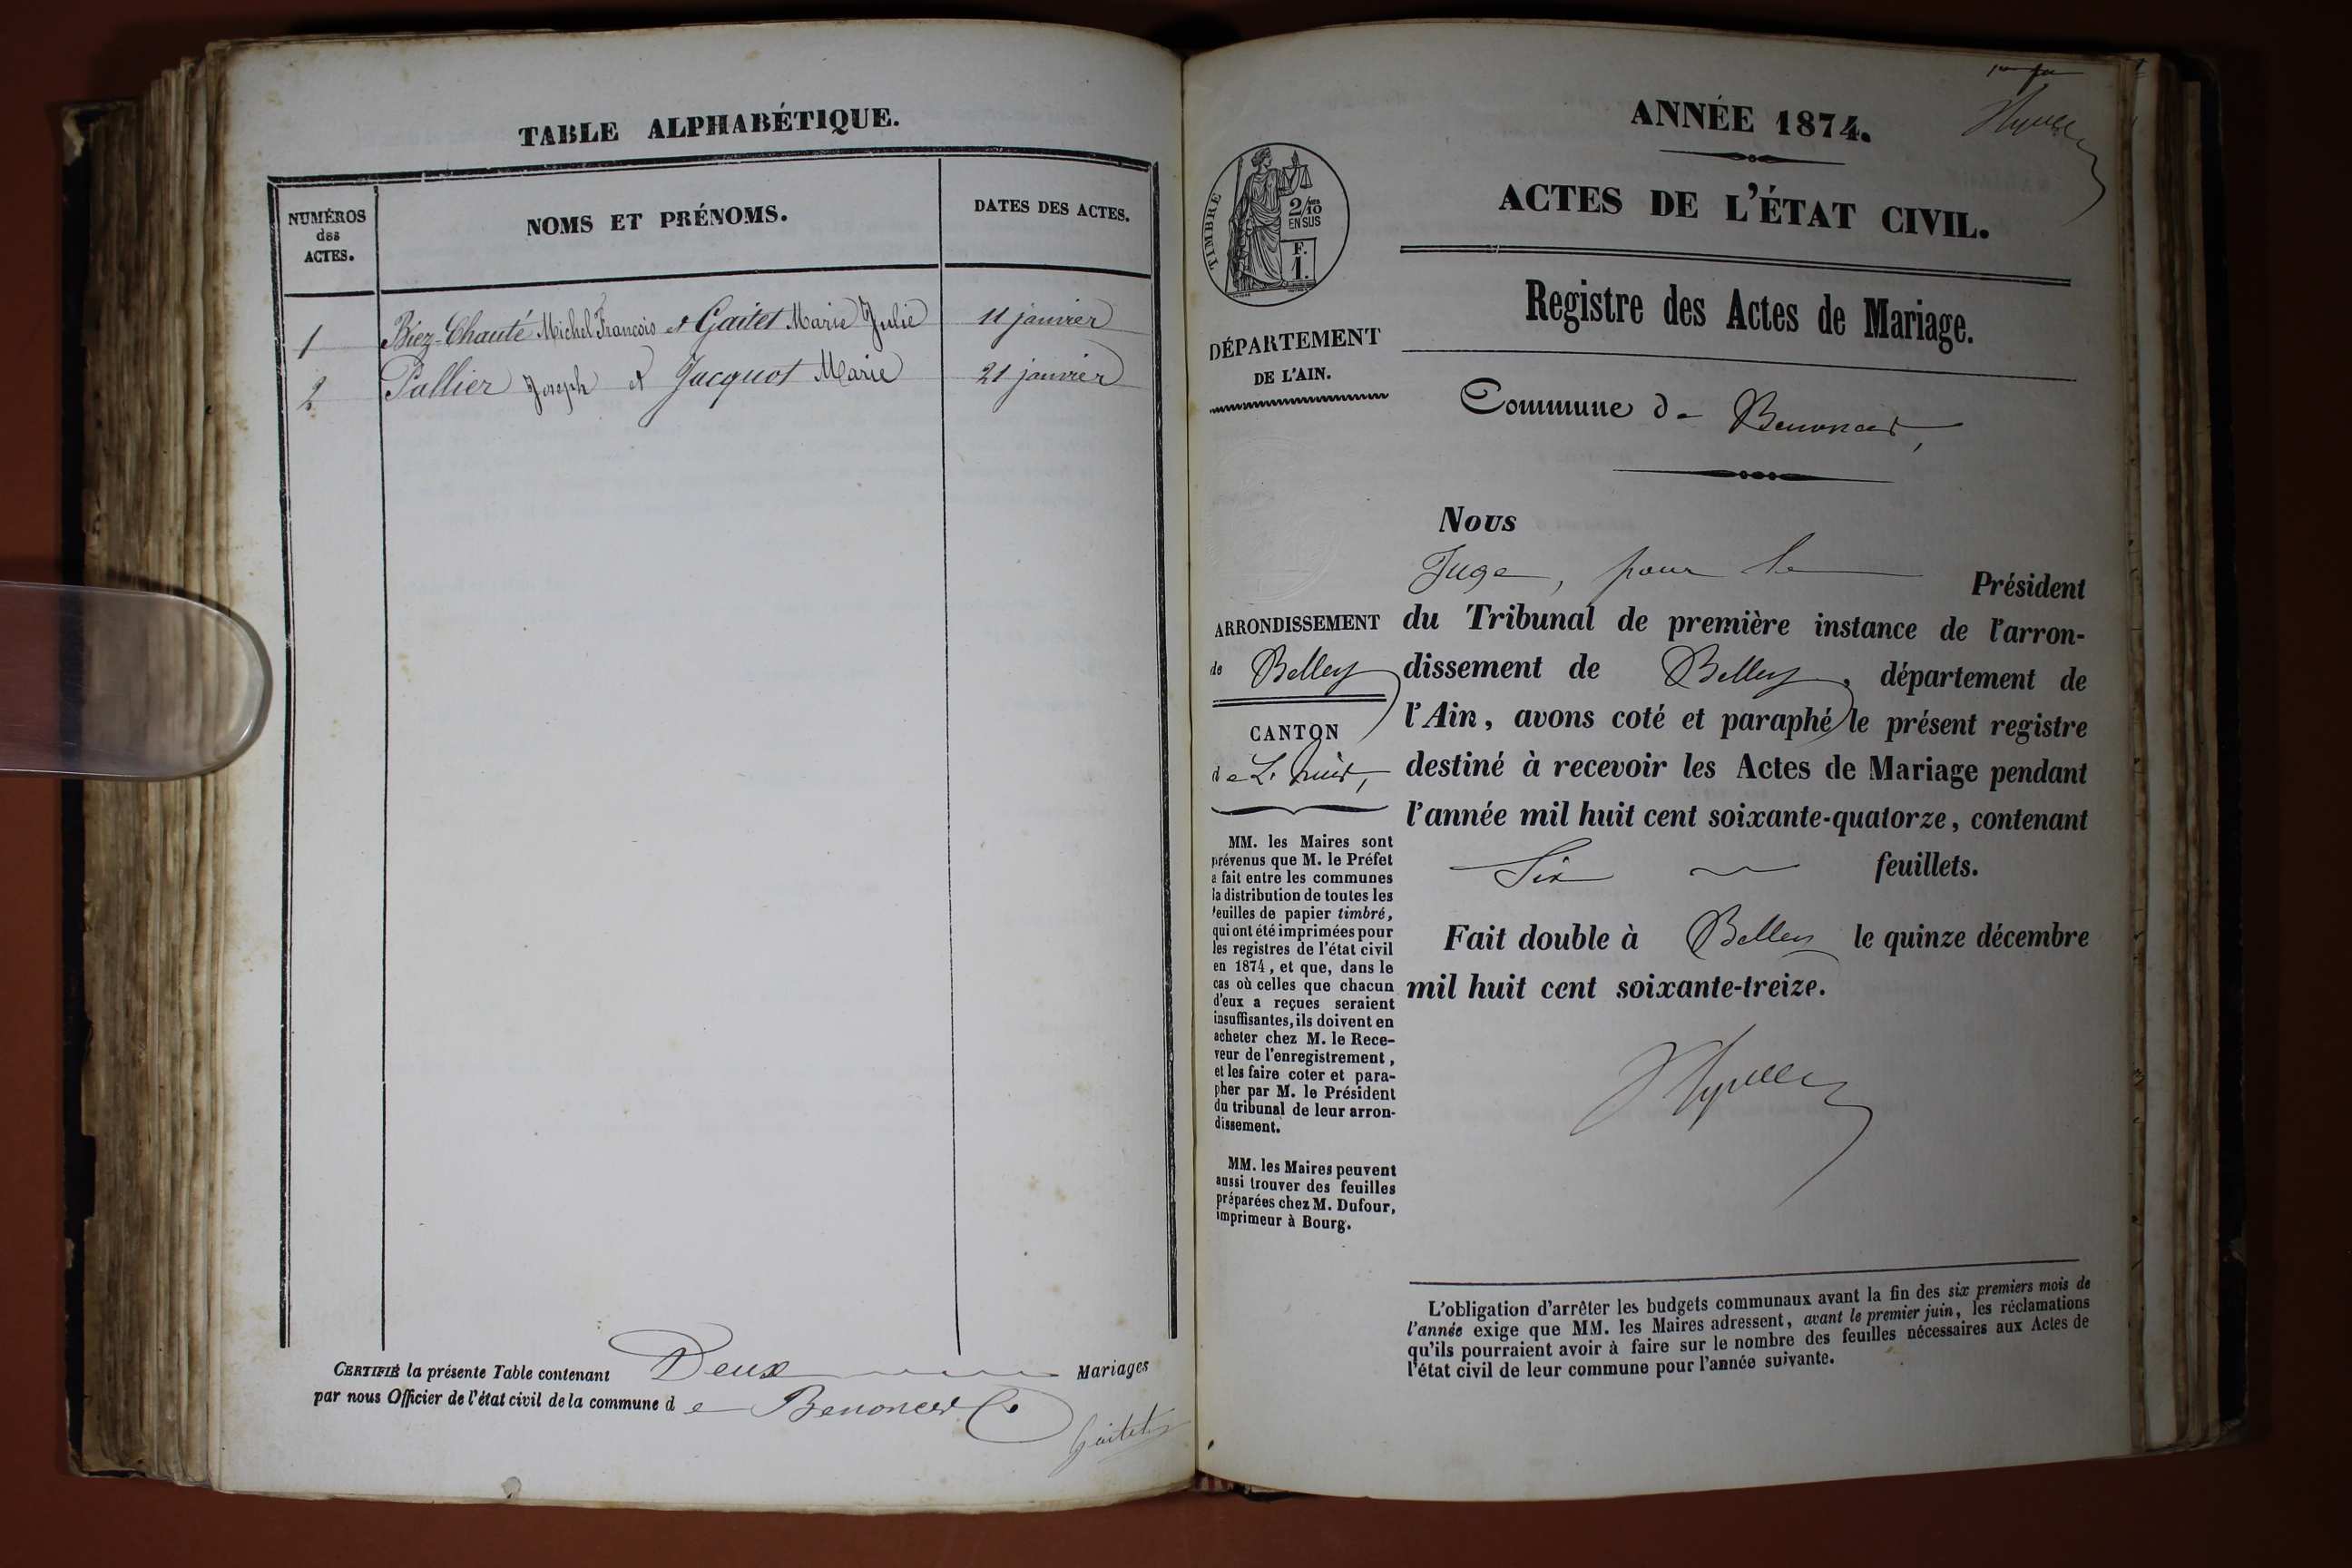 TABLE ALPHABÉTIQUE.
NUMÉROS
des
ACTES.
NOMS ET PRÉNOMS.
DATES DES ACTES.
1 Biez-Chauté Michel François et Gaitet Marie Julie 11 janvier
2 Pallier Joseph et Jacquot Marie 21 janvier
CERTIFIÉ la présente Table contenant Deux Mariages
par nous Officier de l'état civil de la commune de Benonces
Gaitet
ANNÉE 1874.
ACTES DE L'ÉTAT CIVIL.
TIMBRE
2/10
EN SUS
F.
1.
Registre des Actes de Mariage.
DÉPARTEMENT
DE L'AIN.
Commune de Benonces,
ARRONDISSEMENT
de Belley
CANTON
de L'huis,
MM. les Maires sont
prévenus que M. le Préfet
a fait entre les communes
la distribution de toutes les
feuilles de papier timbré,
qui ont été imprimées pour
les registres de l'état civil
en 1874, et que, dans le
cas où celles que chacun
d'eux a reçues seraient
insuffisantes, ils doivent en
acheter chez M. le Rece-
veur de l'enregistrement,
et les faire coter et para-
pher par M. le Président
du tribunal de leur arron-
dissement.
MM. les Maires peuvent
aussi trouver des feuilles
préparées chez M. Dufour,
imprimeur à Bourg.
Nous
Juge, pour le Président
du Tribunal de première instance de l'arron-
dissement de Belley, département de
l'Ain, avons coté et paraphé le présent registre
destiné à recevoir les Actes de Mariage pendant
l'année mil huit cent soixante-quatorze, contenant
Six feuillets.
Fait double à Belley le quinze décembre
mil huit cent soixante-treize.
L'obligation d'arrêter les budgets communaux avant la fin des six premiers mois de
l'année exige que MM. les Maires adressent, avant le premier juin, les réclamations
qu'ils pourraient avoir à faire sur le nombre des feuilles nécessaires aux Actes de
l'état civil de leur commune pour l'année suivante.